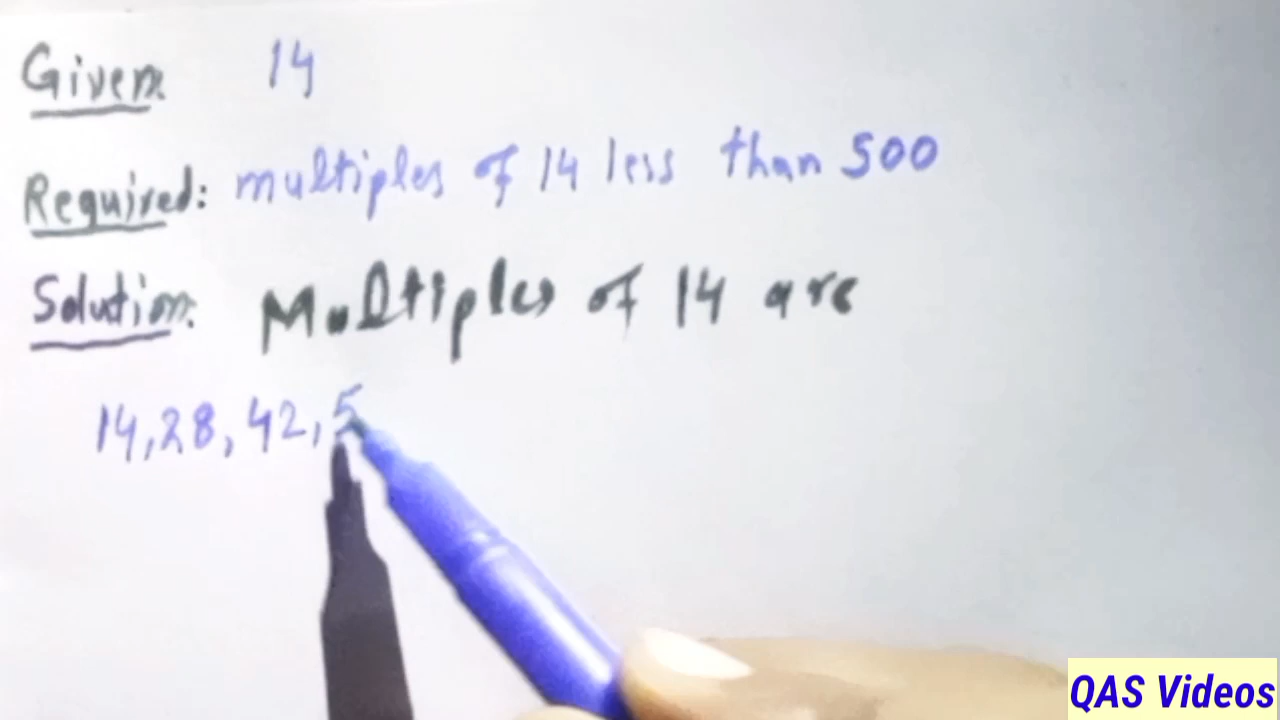 Given: 14
Required: multiples of 14 less than 500
Solution: Multiples of 14 are
14, 28, 42, 5
QAS Videos